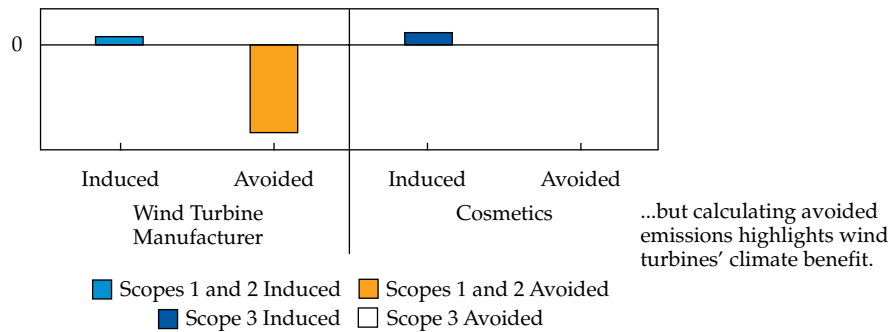 0
Induced Avoided Induced Avoided
Wind Turbine Manufacturer
Cosmetics
...but calculating avoided
emissions highlights wind
turbines’ climate benefit.
Scopes 1 and 2 Induced Scopes 1 and 2 Avoided
Scope 3 Induced Scope 3 Avoided